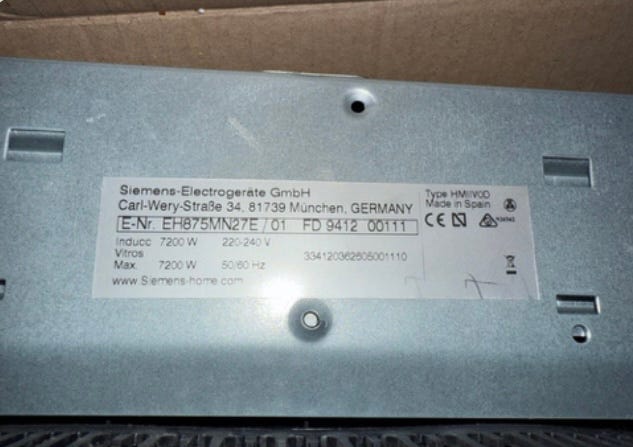 Siemens-Electrogeräte GmbH
Carl-Wery-Straße 34, 81739 München, GERMANY
E-Nr. EH875MN27E / 01 FD 9412 00111
Inducc 7200 W 220-240 V
Vitros
Max. 7200 W 50/60 Hz
334120362605001110
www.Siemens-home.com
Type HMIIV0D
Made in Spain
CE